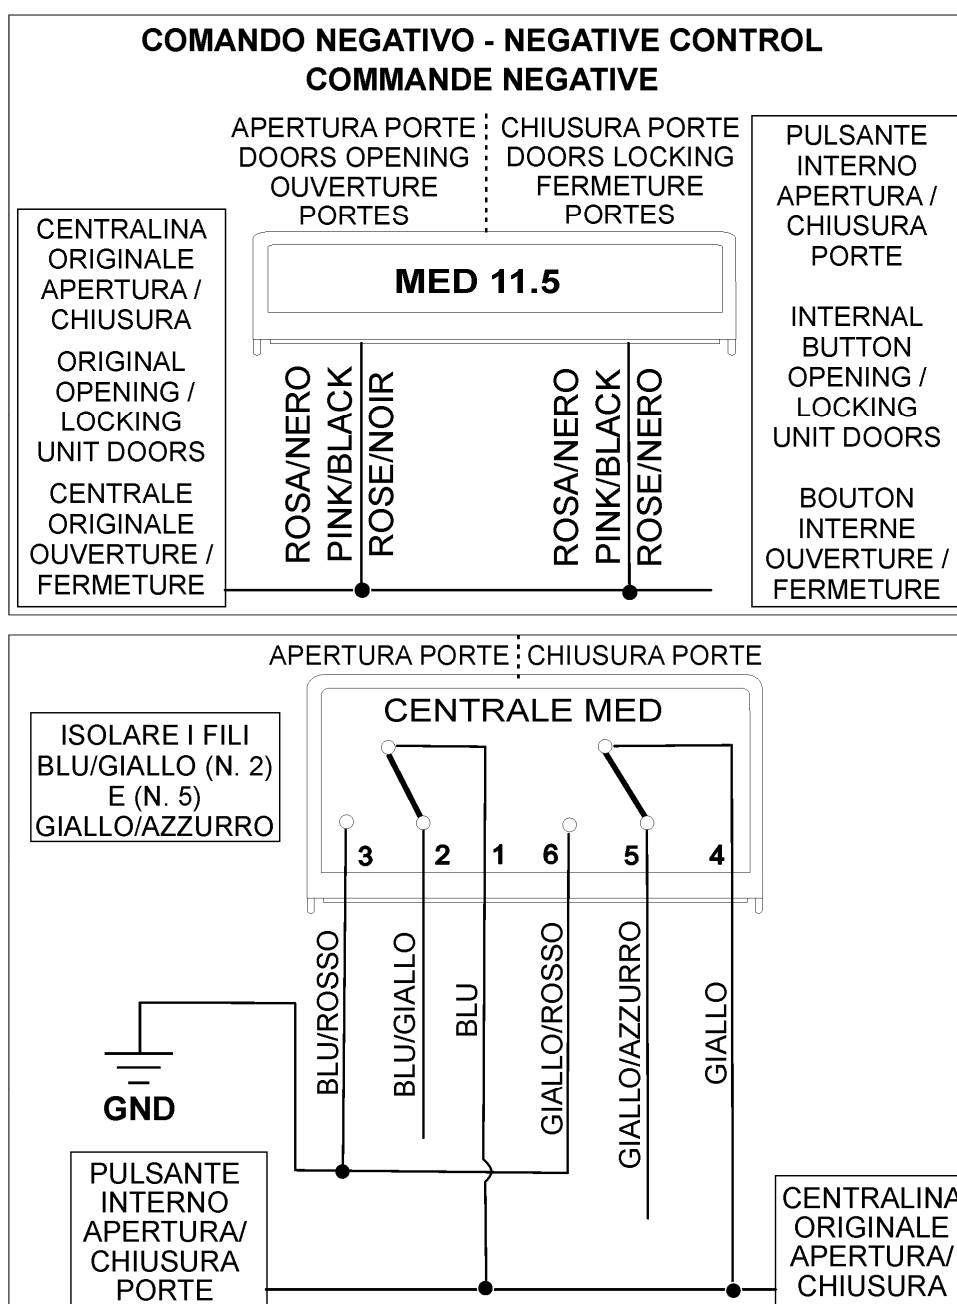 COMANDO NEGATIVO - NEGATIVE CONTROL
COMMANDE NEGATIVE
APERTURA PORTE
DOORS OPENING
OUVERTURE
PORTES
CHIUSURA PORTE
DOORS LOCKING
FERMETURE
PORTES
CENTRALINA
ORIGINALE
APERTURA /
CHIUSURA
ORIGINAL
OPENING /
LOCKING
UNIT DOORS
CENTRALE
ORIGINALE
OUVERTURE /
FERMETURE
MED 11.5
ROSA/NERO
PINK/BLACK
ROSE/NOIR
ROSA/NERO
PINK/BLACK
ROSE/NERO
PULSANTE
INTERNO
APERTURA /
CHIUSURA
PORTE
INTERNAL
BUTTON
OPENING /
LOCKING
UNIT DOORS
BOUTON
INTERNE
OUVERTURE /
FERMETURE
APERTURA PORTE
CHIUSURA PORTE
CENTRALE MED
ISOLARE I FILI
BLU/GIALLO (N. 2)
E (N. 5)
GIALLO/AZZURRO
3 2 1 6 5 4
BLU/ROSSO
BLU/GIALLO
BLU
GIALLO/ROSSO
GIALLO/AZZURRO
GIALLO
GND
PULSANTE
INTERNO
APERTURA/
CHIUSURA
PORTE
CENTRALINA
ORIGINALE
APERTURA/
CHIUSURA